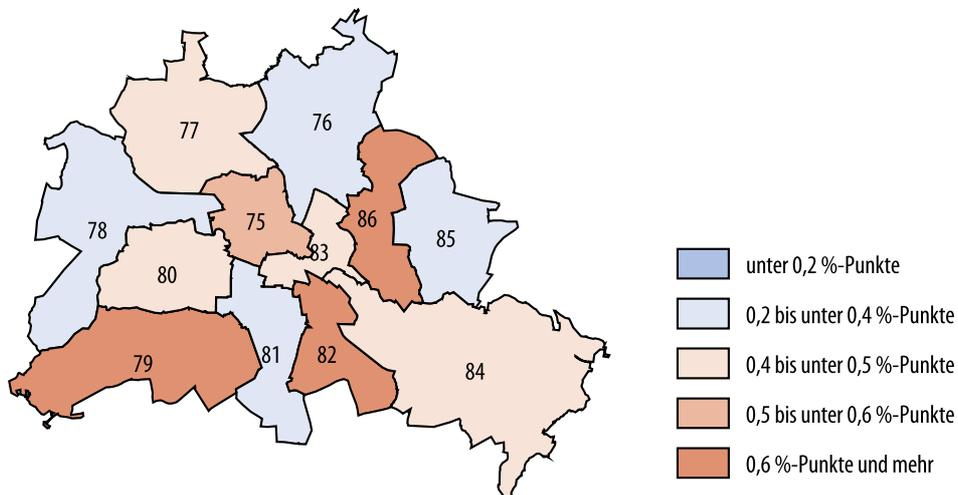 76
77
86
75
78
83
85
80
81
82
79
84
unter 0,2 %-Punkte
0,2 bis unter 0,4 %-Punkte
0,4 bis unter 0,5 %-Punkte
0,5 bis unter 0,6 %-Punkte
0,6 %-Punkte und mehr